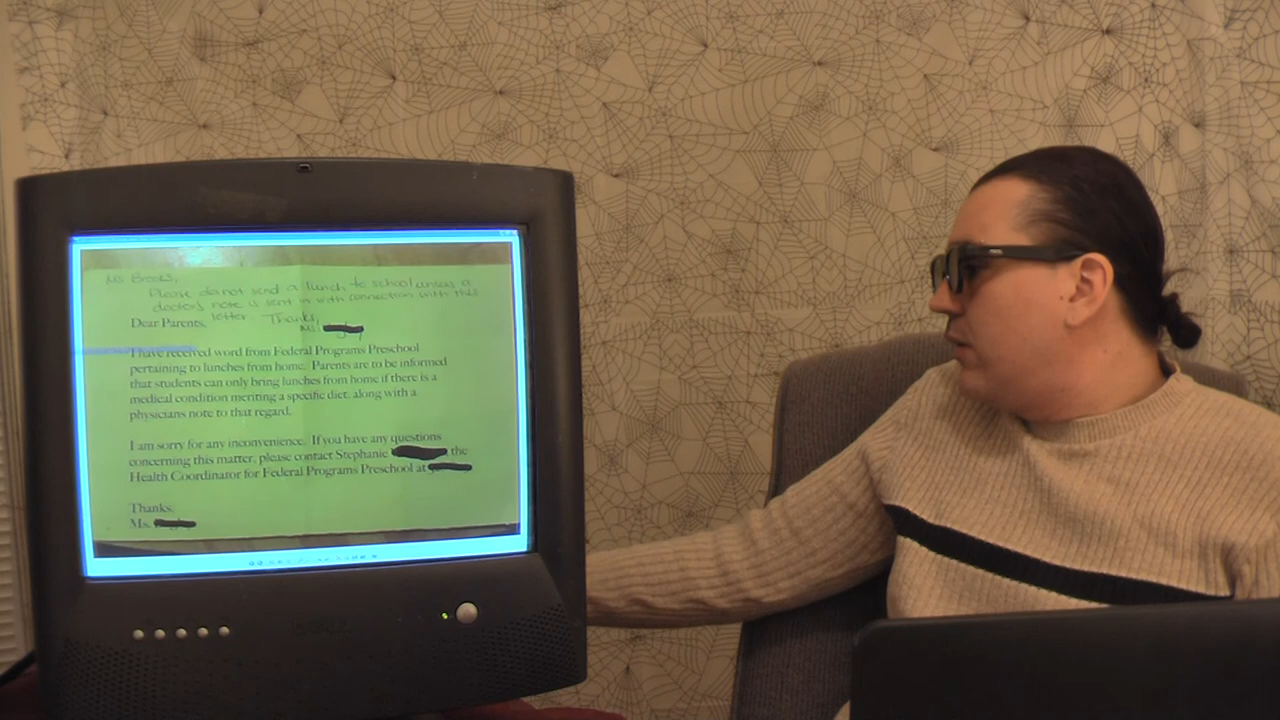 Ms. Brooks,
Please do not send a lunch to school unless a
doctors note is sent in with connection with this
letter. Thanks,
Ms.
Dear Parents,
I have received word from Federal Programs Preschool
pertaining to lunches from home. Parents are to be informed
that students can only bring lunches from home if there is a
medical condition meriting a specific diet, along with a
physicians note to that regard.
I am sorry for any inconvenience. If you have any questions
concerning this matter, please contact Stephanie the
Health Coordinator for Federal Programs Preschool at
Thanks,
Ms.